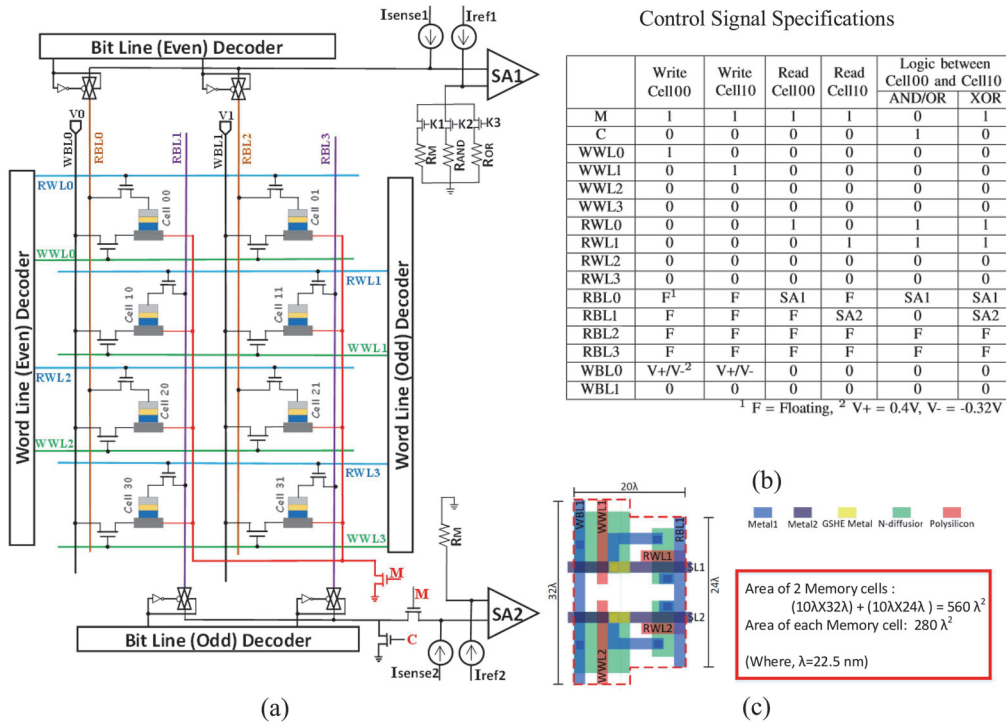 Isense1 Iref1
Bit Line (Even) Decoder
SA1
K1 K2 K3
RM RAND ROR
V0 V1
WBL0 RBL0 RBL1 WBL1 RBL2 RBL3
Word Line (Even) Decoder
Word Line (Odd) Decoder
RWL0
Cell 00 Cell 01
WWL0
RWL1
Cell 10 Cell 11
WWL1
RWL2
Cell 20 Cell 21
WWL2
RWL3
Cell 30 Cell 31
WWL3
RM
M
M
C
SA2
Bit Line (Odd) Decoder
Isense2 Iref2
(a)
Control Signal Specifications
Write Cell00 Write Cell10 Read Cell00 Read Cell10 Logic between Cell00 and Cell10
AND/OR XOR
M 1 1 1 1 0 1
C 0 0 0 0 1 0
WWL0 1 0 0 0 0 0
WWL1 0 1 0 0 0 0
WWL2 0 0 0 0 0 0
WWL3 0 0 0 0 0 0
RWL0 0 0 1 0 1 1
RWL1 0 0 0 1 1 1
RWL2 0 0 0 0 0 0
RWL3 0 0 0 0 0 0
RBL0 F1 F SA1 F SA1 SA1
RBL1 F F F SA2 0 SA2
RBL2 F F F F F F
RBL3 F F F F F F
WBL0 V+/V-2 V+/V- 0 0 0 0
WBL1 0 0 0 0 0 0
1 F = Floating, 2 V+ = 0.4V, V- = -0.32V
(b)
20λ
32λ
24λ
WBL1 WWL1 RBL1
RWL1
SL1
SL2
RWL2
WWL2
Metal1 Metal2 GSHE Metal N-diffusior Polysilicon
Area of 2 Memory cells :
(10λX32λ) + (10λX24λ ) = 560 λ2
Area of each Memory cell: 280 λ2
(Where, λ=22.5 nm)
(c)